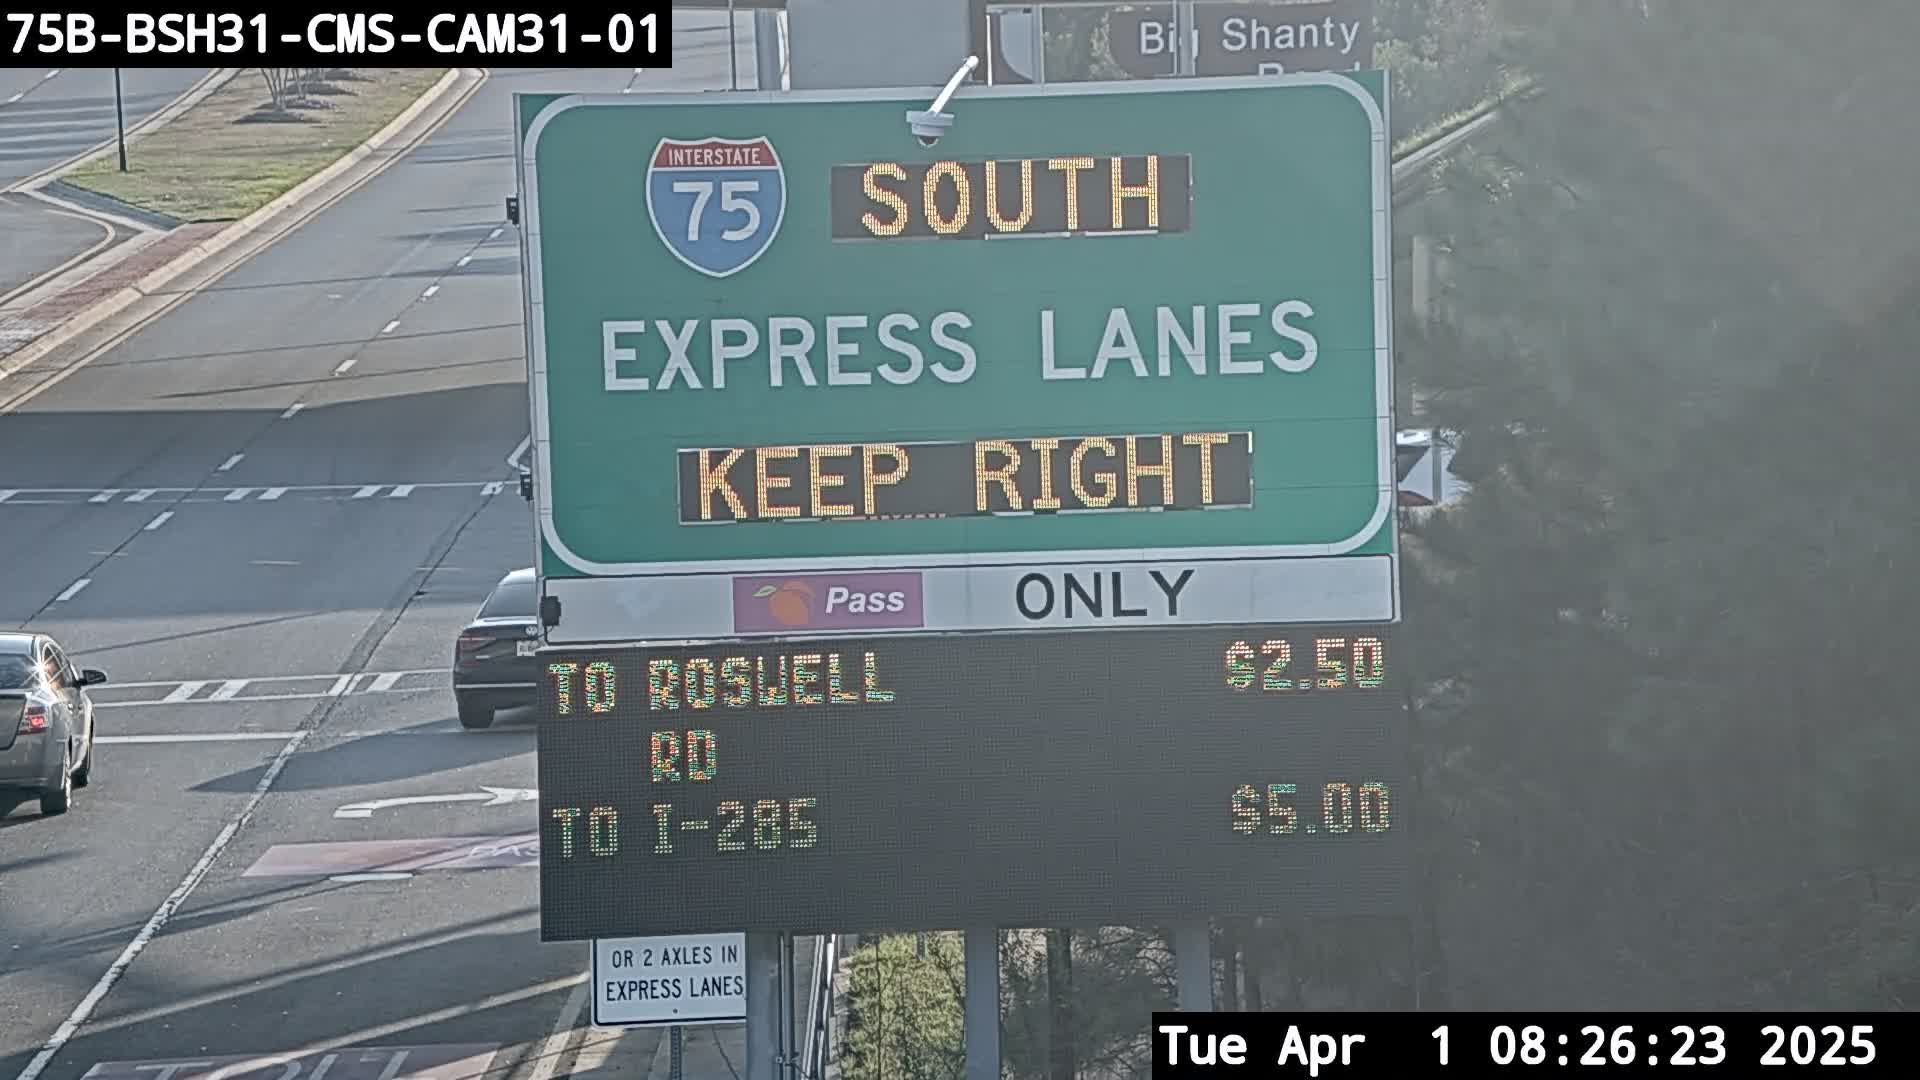 75B-BSH31-CMS-CAM31-01
Big Shanty
INTERSTATE
75
SOUTH
EXPRESS LANES
KEEP RIGHT
Pass ONLY
TO ROSWELL $2.50
RD
TO I-285 $5.00
OR 2 AXLES IN
EXPRESS LANES
Tue Apr 1 08:26:23 2025